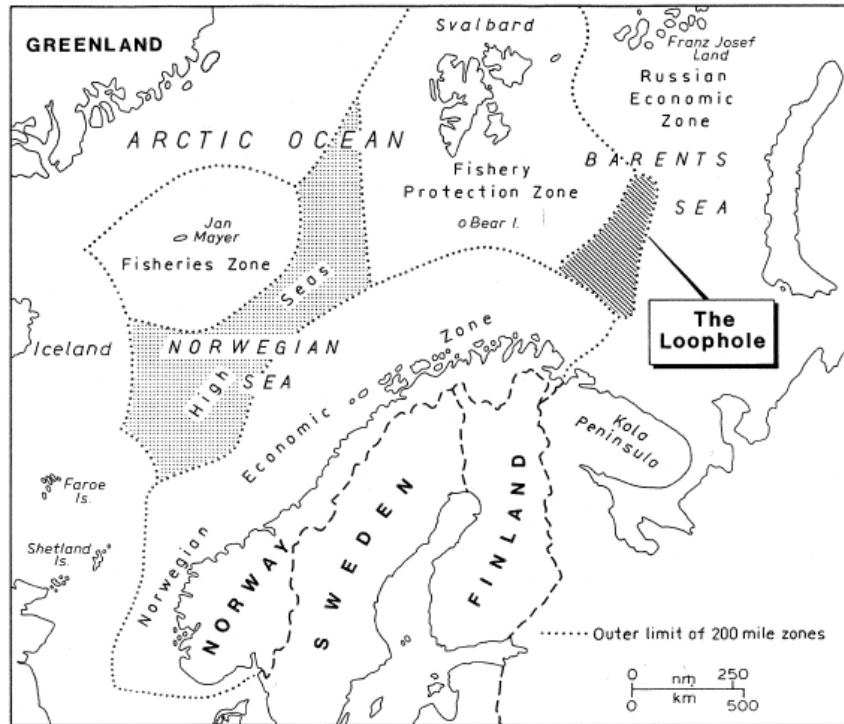 GREENLAND
Svalbard
Franz Josef
Land
Russian
Economic
Zone
ARCTIC OCEAN
BARENTS
SEA
Fishery
Protection Zone
Bear I.
Jan
Mayer
Fisheries Zone
Seas
High
The
Loophole
Iceland
NORWEGIAN
SEA
Norwegian
Economic
Zone
Kola
Peninsula
Faroe
Is.
Shetland
Is.
NORWAY
SWEDEN
FINLAND
Outer limit of 200 mile zones
0 nm 250
0 km 500